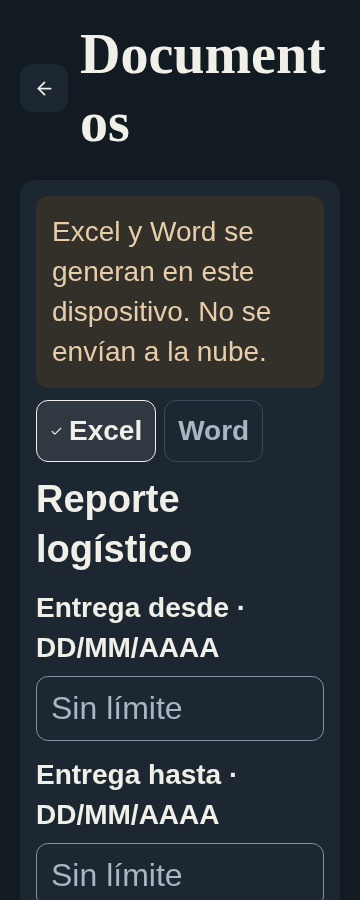 Document
os
Excel y Word se
generan en este
dispositivo. No se
envían a la nube.
Excel
Word
Reporte
logístico
Entrega desde ·
DD/MM/AAAA
Sin límite
Entrega hasta ·
DD/MM/AAAA
Sin límite